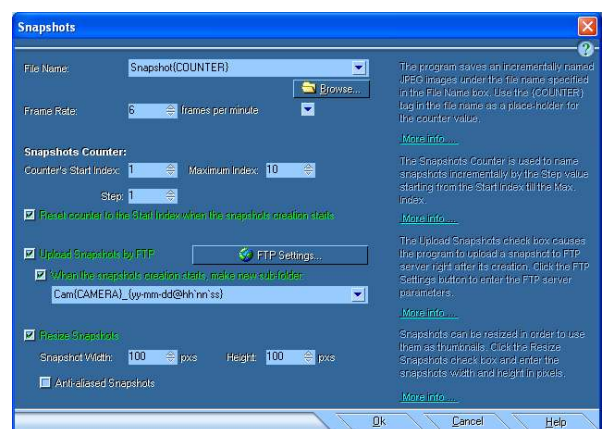 Snapshots
File Name: Snapshot{COUNTER}
Browse...
Frame Rate: 6 frames per minute
Snapshots Counter:
Counter's Start Index: 1 Maximum Index: 10
Step: 1
Reset counter to the Start Index when the snapshots creation starts
Upload Snapshots by FTP FTP Settings...
When the snapshots creation starts, make new sub-folder:
Cam{CAMERA}_{yy-mm-dd@hh`nn`ss}
Resize Snapshots
Snapshot Width: 100 pxs Height: 100 pxs
Anti-aliased Snapshots
?
The program saves an incrementally named
JPEG images under the file name specified
in the File Name box. Use the {COUNTER}
tag in the file name as a place-holder for
the counter value.
More info ...
The Snapshots Counter is used to name
snapshots incrementally by the Step value
starting from the Start Index till the Max.
Index.
More info ...
The Upload Snapshots check box causes
the program to upload a snapshot to FTP
server right after its creation. Click the FTP
Settings button to enter the FTP server
parameters.
More info ...
Snapshots can be resized in order to use
them as thumbnails. Click the Resize
Snapshots check box and enter the
snapshots width and height in pixels.
More info ...
Ok Cancel Help